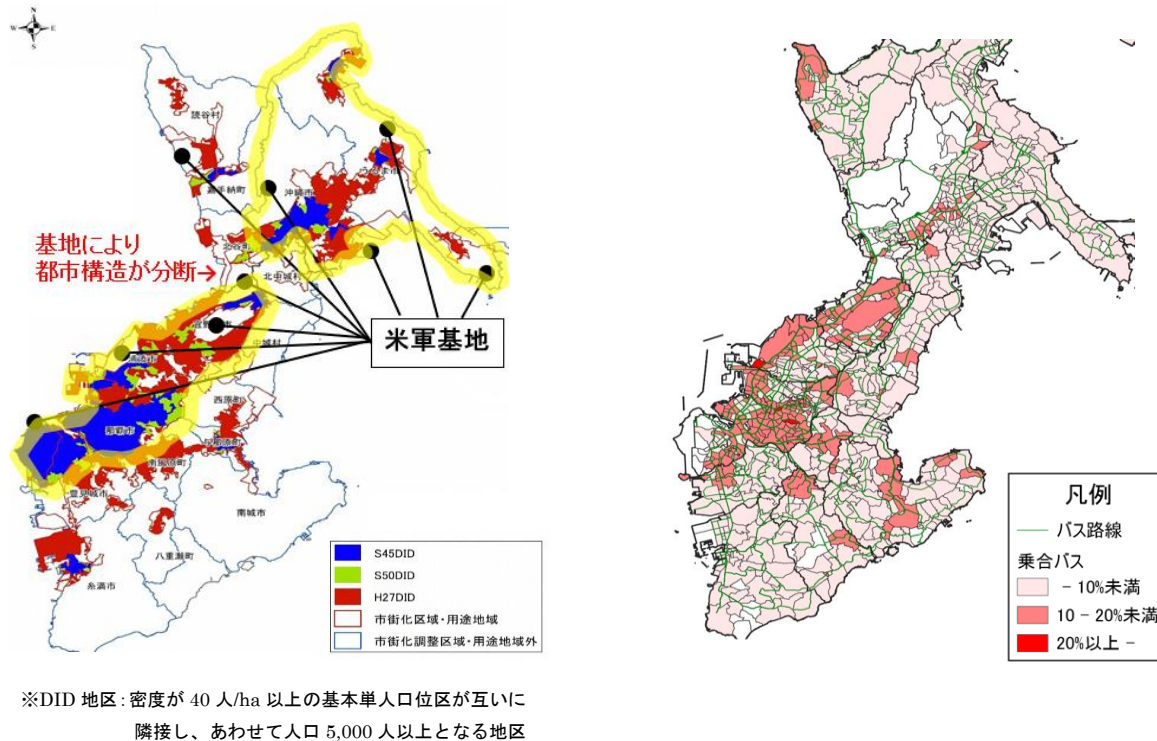 N
W E
S
読谷村
嘉手納町
うるま市
沖縄市
北谷町
基地により
都市構造が分断→
北中城村
米軍基地
宜野湾市
中城村
浦添市
西原町
那覇市
与那原町
南風原町
豊見城市
南城市
八重瀬町
糸満市
S45DID
S50DID
H27DID
市街化区域・用途地域
市街化調整区域・用途地域外
※DID 地区：密度が 40 人/ha 以上の基本単人口位区が互いに
隣接し、あわせて人口 5,000 人以上となる地区
凡例
バス路線
乗合バス
- 10%未満
10 - 20%未満
20%以上 -